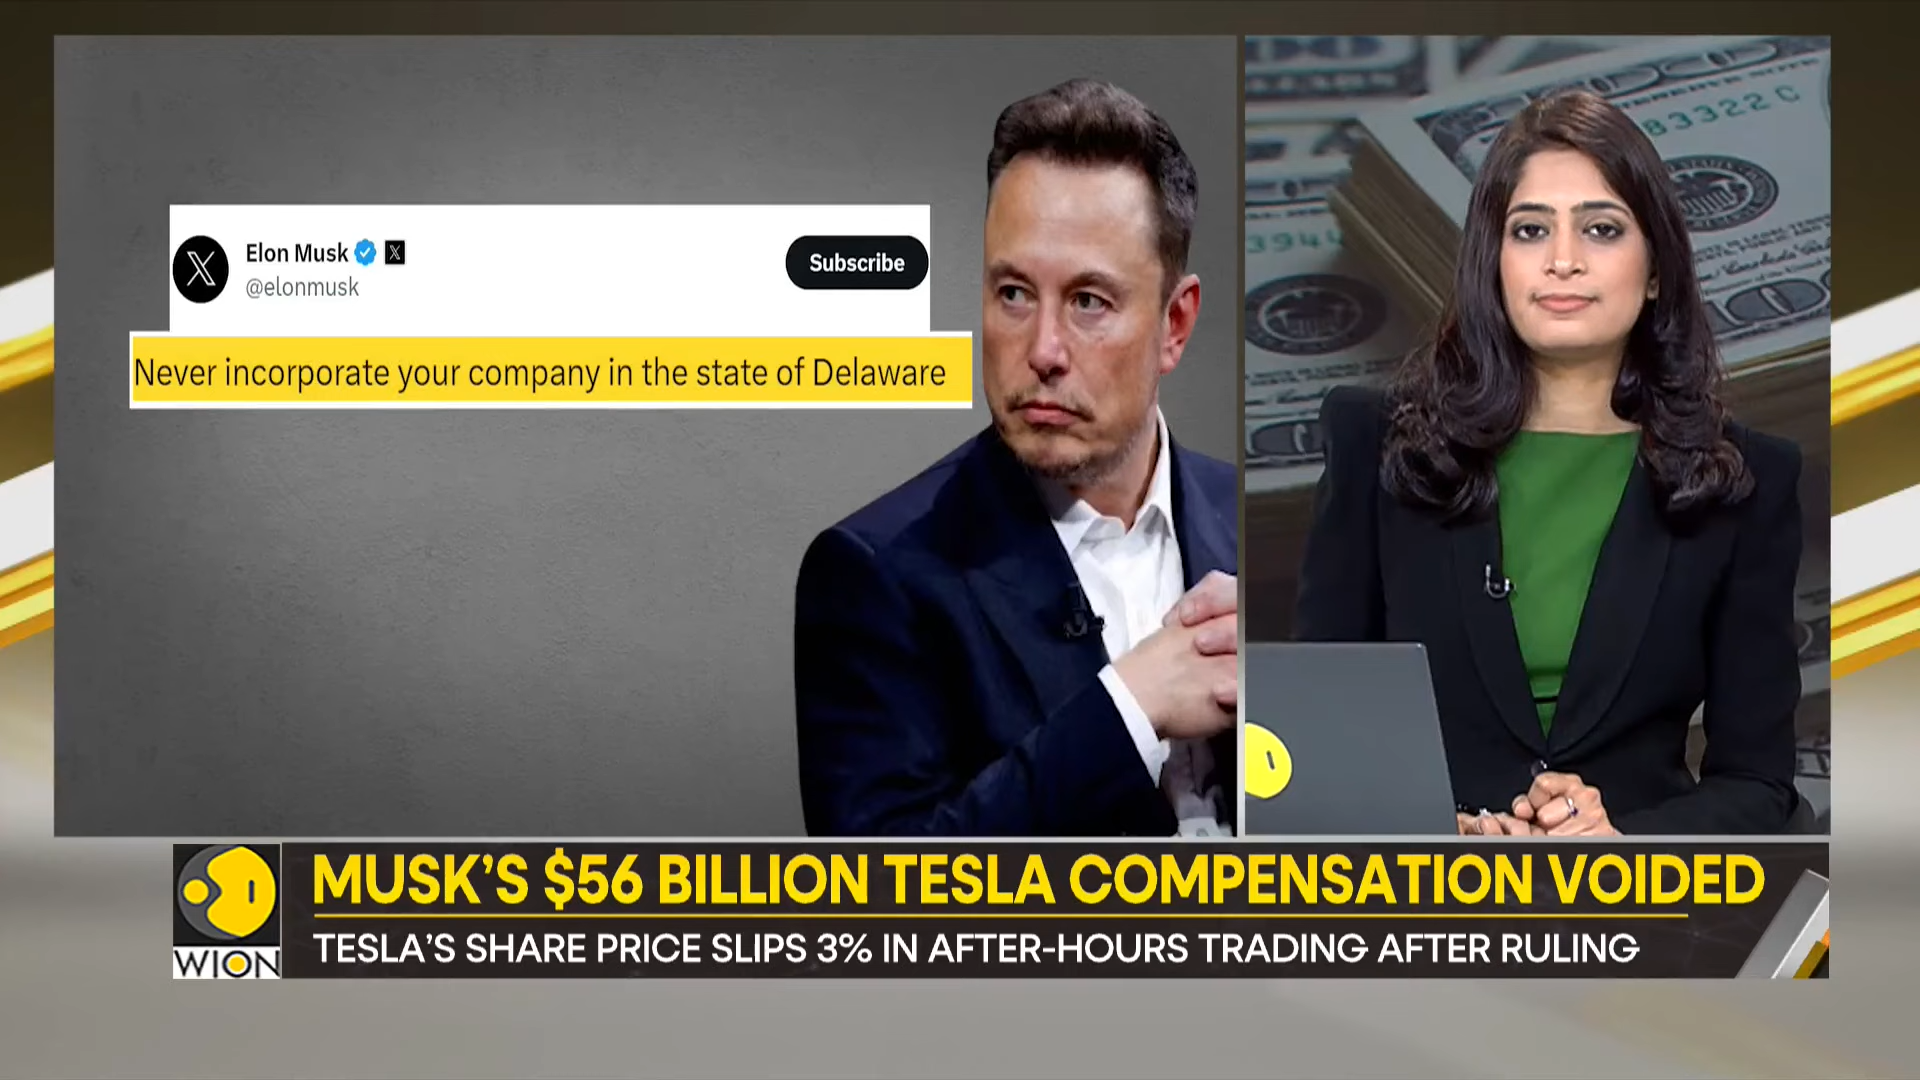 Elon Musk
@elonmusk
Subscribe
Never incorporate your company in the state of Delaware
83322 C
MUSK'S $56 BILLION TESLA COMPENSATION VOIDED
TESLA'S SHARE PRICE SLIPS 3% IN AFTER-HOURS TRADING AFTER RULING
WION